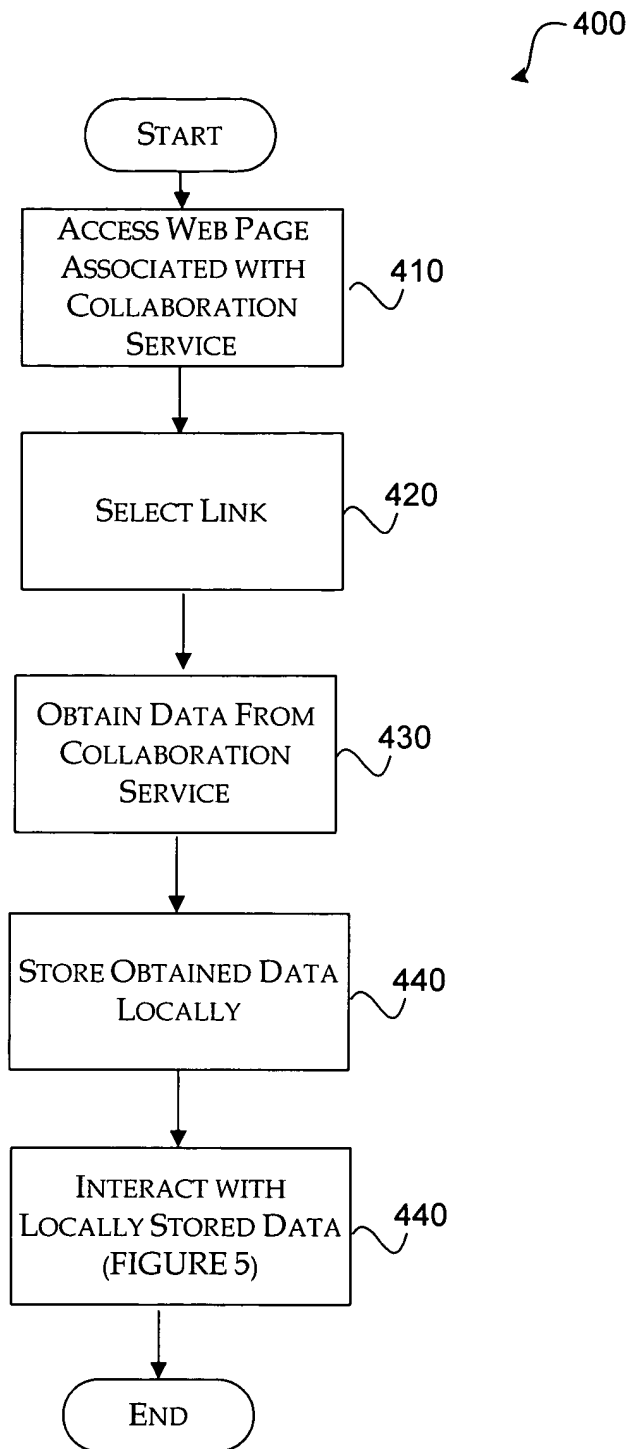 400
START
ACCESS WEB PAGE
ASSOCIATED WITH
COLLABORATION
SERVICE
410
SELECT LINK
420
OBTAIN DATA FROM
COLLABORATION
SERVICE
430
STORE OBTAINED DATA
LOCALLY
440
INTERACT WITH
LOCALLY STORED DATA
(FIGURE 5)
440
END